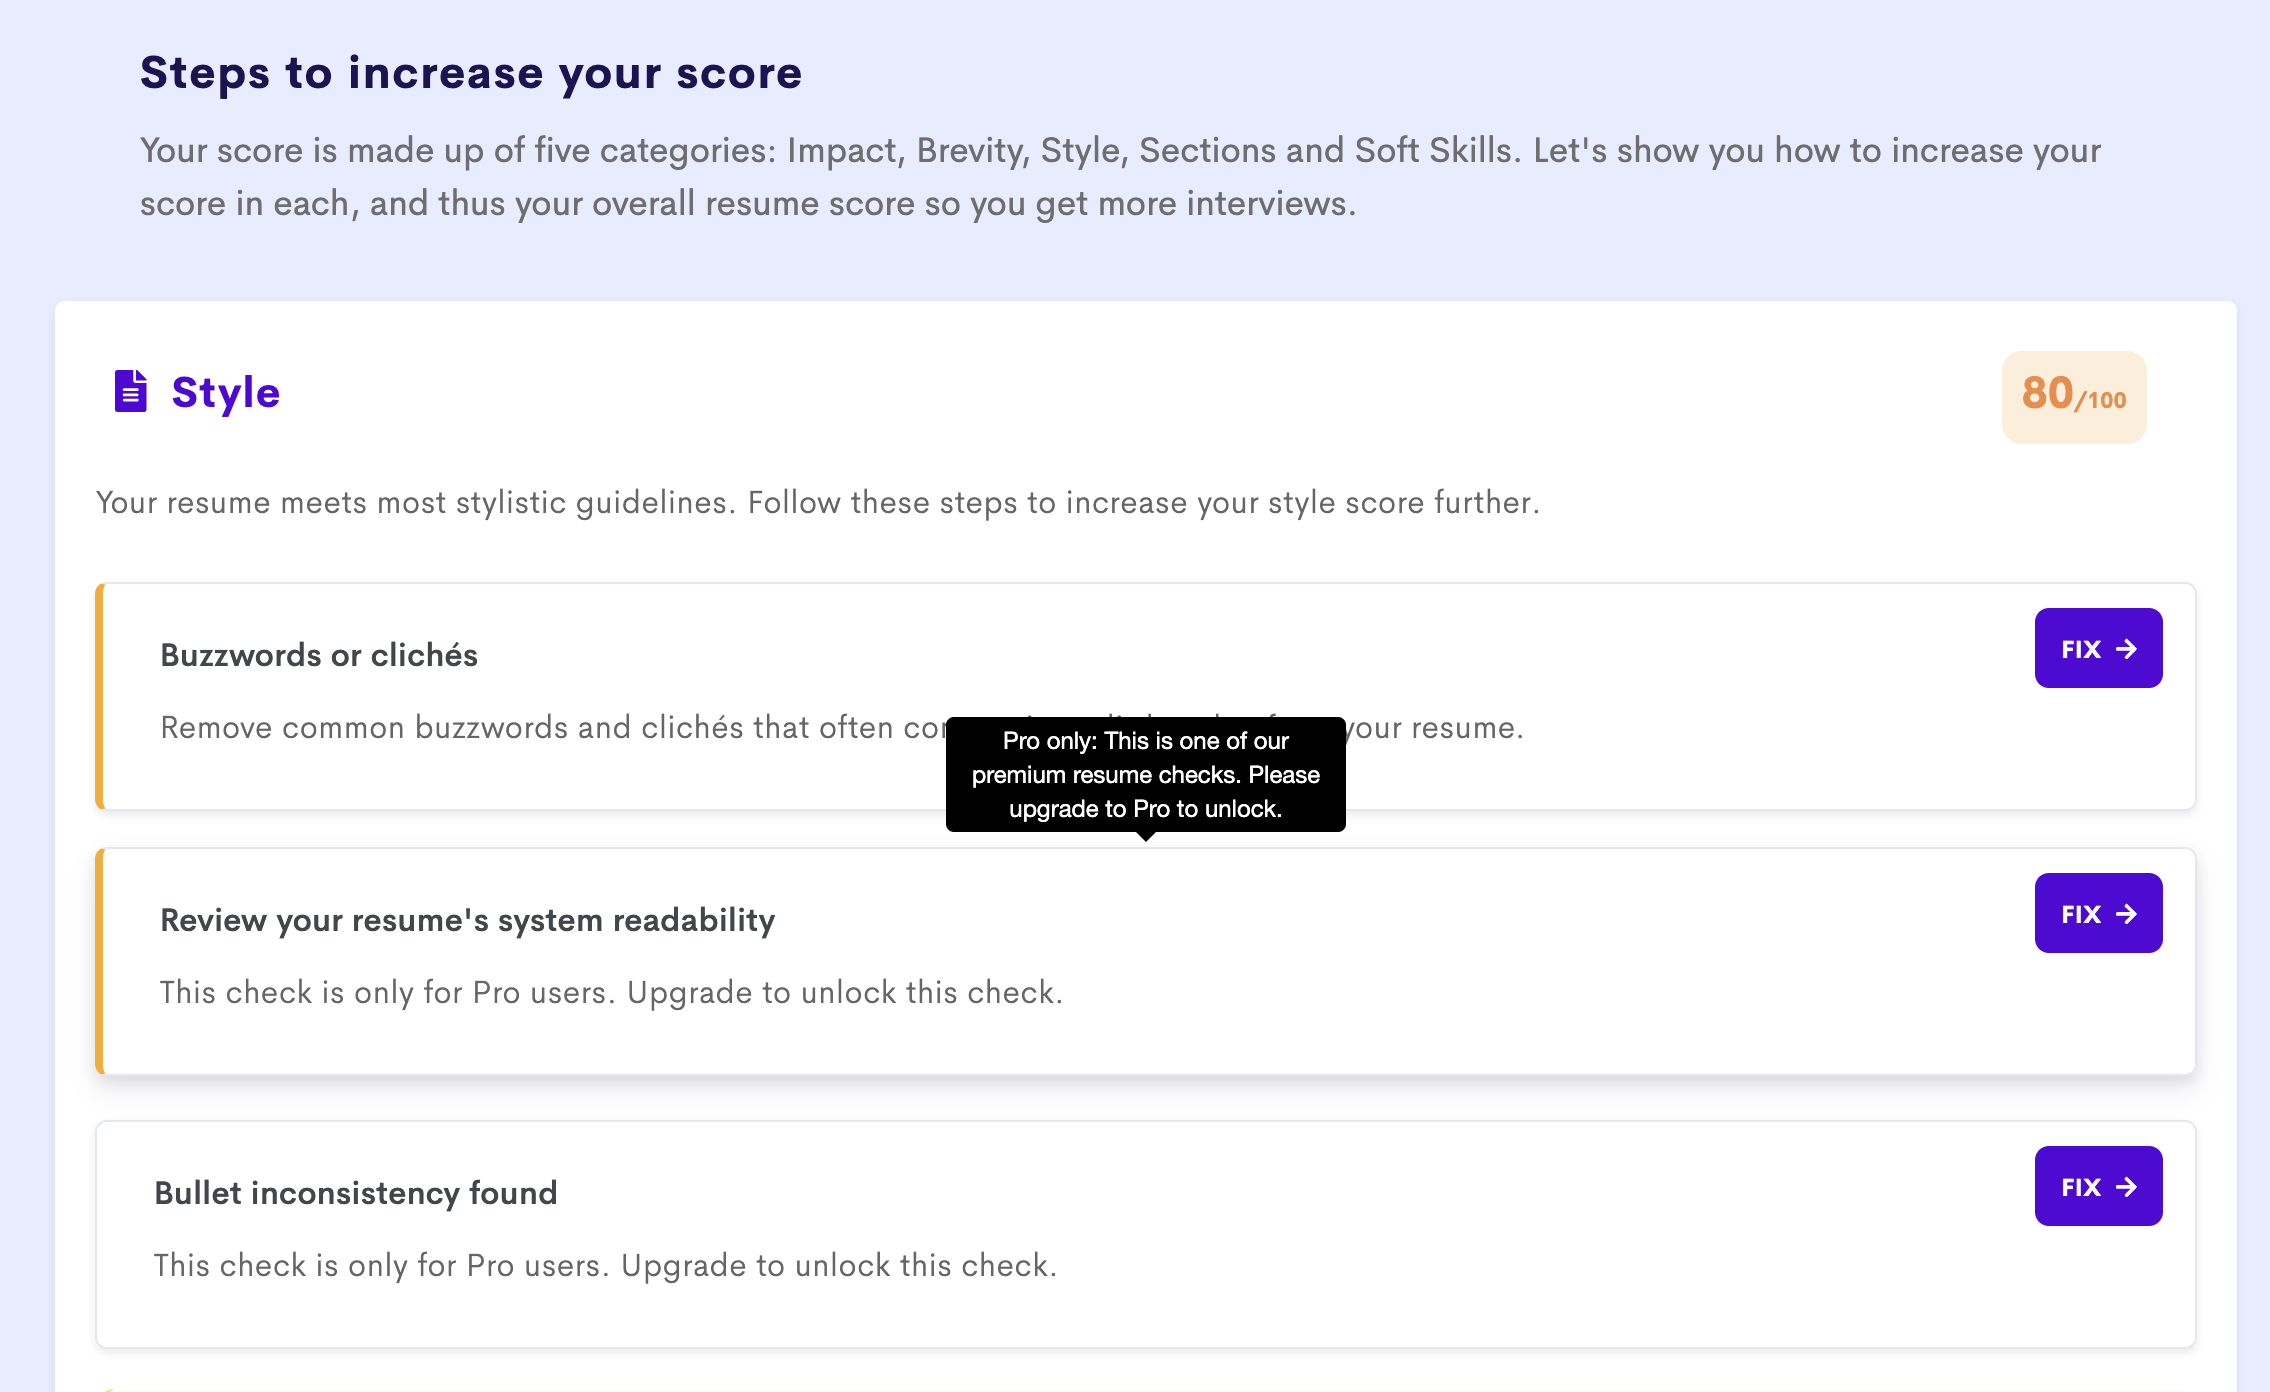 Steps to increase your score
Your score is made up of five categories: Impact, Brevity, Style, Sections and Soft Skills. Let's show you how to increase your
score in each, and thus your overall resume score so you get more interviews.
Style
80/100
Your resume meets most stylistic guidelines. Follow these steps to increase your style score further.
Buzzwords or clichés
FIX →
Remove common buzzwords and clichés that often your resume.
Pro only: This is one of our
premium resume checks. Please
upgrade to Pro to unlock.
Review your resume's system readability
FIX →
This check is only for Pro users. Upgrade to unlock this check.
Bullet inconsistency found
FIX →
This check is only for Pro users. Upgrade to unlock this check.